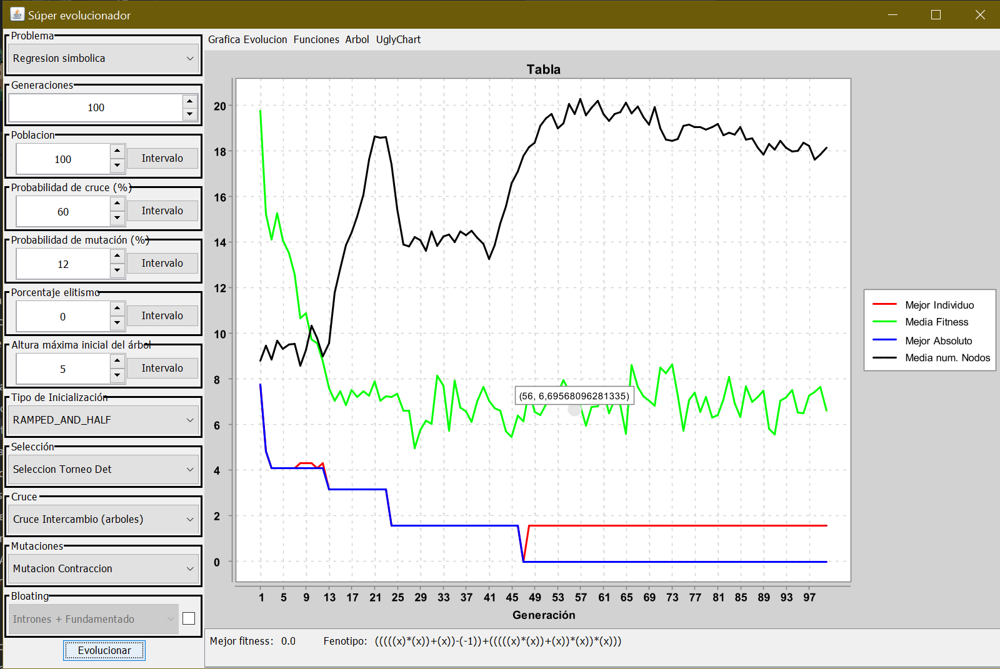 Súper evolucionador
Problema
Regresion simbolica
Generaciones
100
Poblacion
100
Intervalo
Probabilidad de cruce (%)
60
Intervalo
Probabilidad de mutación (%)
12
Intervalo
Porcentaje elitismo
0
Intervalo
Altura máxima inicial del árbol
5
Intervalo
Tipo de Inicialización
RAMPED_AND_HALF
Selección
Seleccion Torneo Det
Cruce
Cruce Intercambio (arboles)
Mutaciones
Mutacion Contraccion
Bloating
Intrones + Fundamentado
Evolucionar
Grafica Evolucion Funciones Arbol UglyChart
Tabla
20
18
16
14
12
10
8
6
4
2
0
(56, 6,69568096281335)
1 5 9 13 17 21 25 29 33 37 41 45 49 53 57 61 65 69 73 77 81 85 89 93 97
Generación
Mejor Individuo
Media Fitness
Mejor Absoluto
Media num. Nodos
Mejor fitness: 0.0 Fenotipo: (((((x)*(x))+(x))-(-1))+(((((x)*(x))+(x))*(x))*(x)))